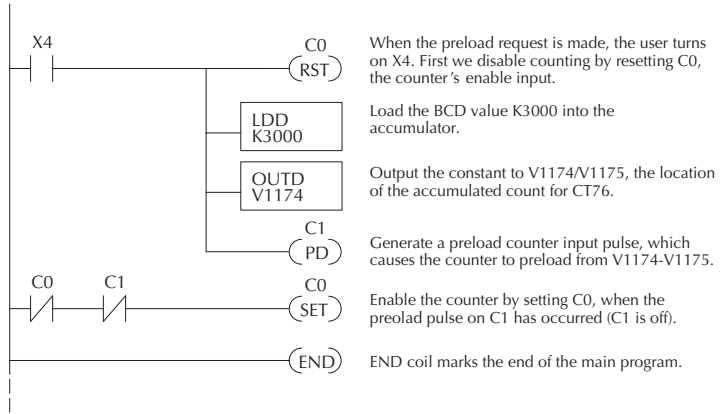 X4
C0
RST
When the preload request is made, the user turns
on X4. First we disable counting by resetting C0,
the counter's enable input.
LDD
K3000
Load the BCD value K3000 into the
accumulator.
OUTD
V1174
Output the constant to V1174/V1175, the location
of the accumulated count for CT76.
C1
PD
Generate a preload counter input pulse, which
causes the counter to preload from V1174-V1175.
C0 C1 C0
SET
Enable the counter by setting C0, when the
preolad pulse on C1 has occurred (C1 is off).
END
END coil marks the end of the main program.